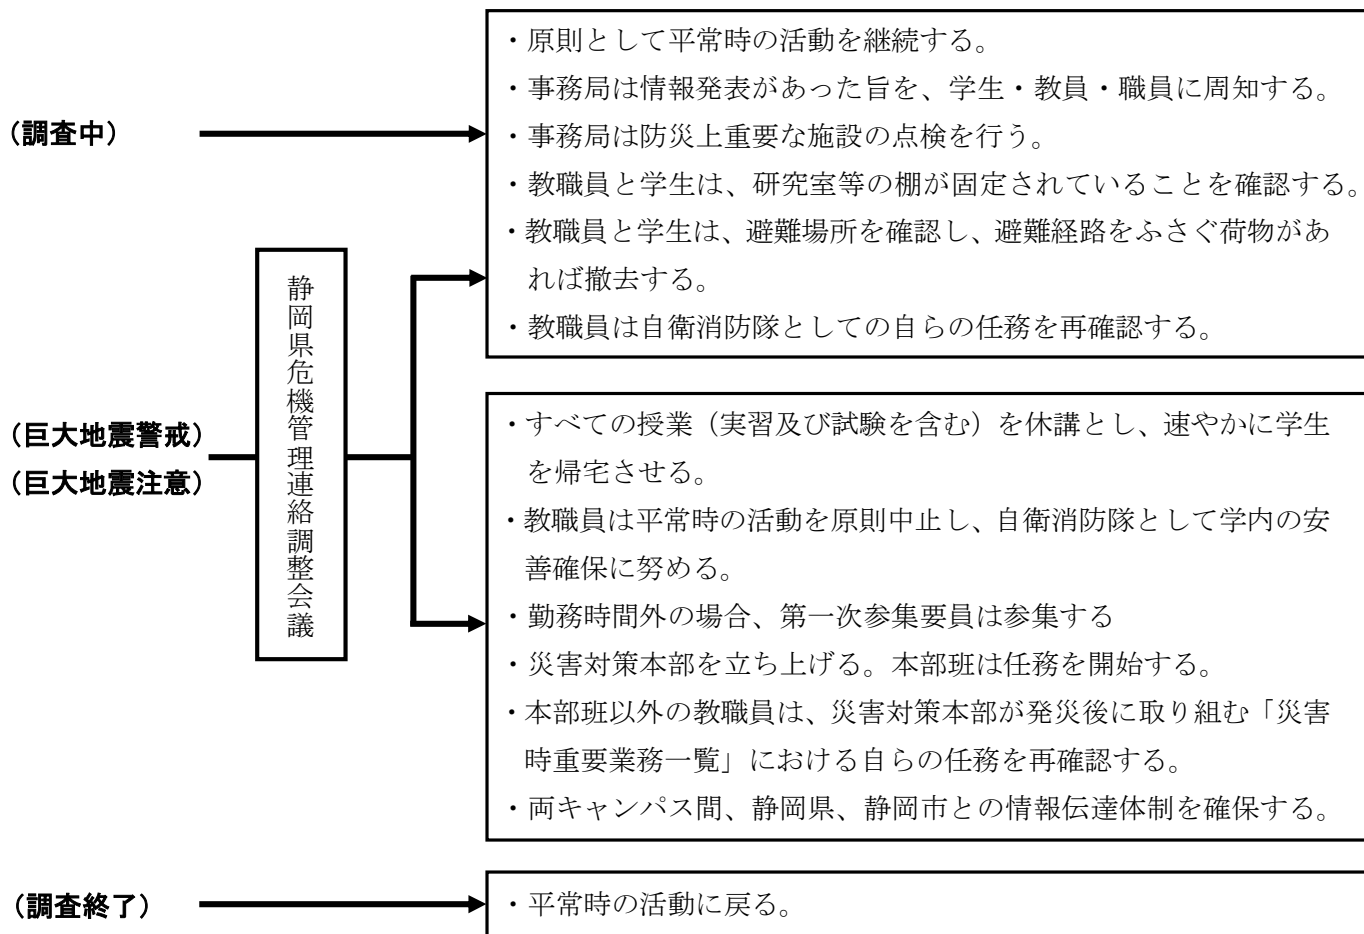 (調査中)
・原則として平常時の活動を継続する。
・事務局は情報発表があった旨を、学生・教員・職員に周知する。
・事務局は防災上重要な施設の点検を行う。
・教職員と学生は、研究室等の棚が固定されていることを確認する。
・教職員と学生は、避難場所を確認し、避難経路をふさぐ荷物があ
れば撤去する。
・教職員は自衛消防隊としての自らの任務を再確認する。
(巨大地震警戒)
(巨大地震注意)
静岡県危機管理連絡調整会議
・すべての授業（実習及び試験を含む）を休講とし、速やかに学生
を帰宅させる。
・教職員は平常時の活動を原則中止し、自衛消防隊として学内の安
善確保に努める。
・勤務時間外の場合、第一次参集要員は参集する
・災害対策本部を立ち上げる。本部班は任務を開始する。
・本部班以外の教職員は、災害対策本部が発災後に取り組む「災害
時重要業務一覧」における自らの任務を再確認する。
・両キャンパス間、静岡県、静岡市との情報伝達体制を確保する。
(調査終了)
・平常時の活動に戻る。